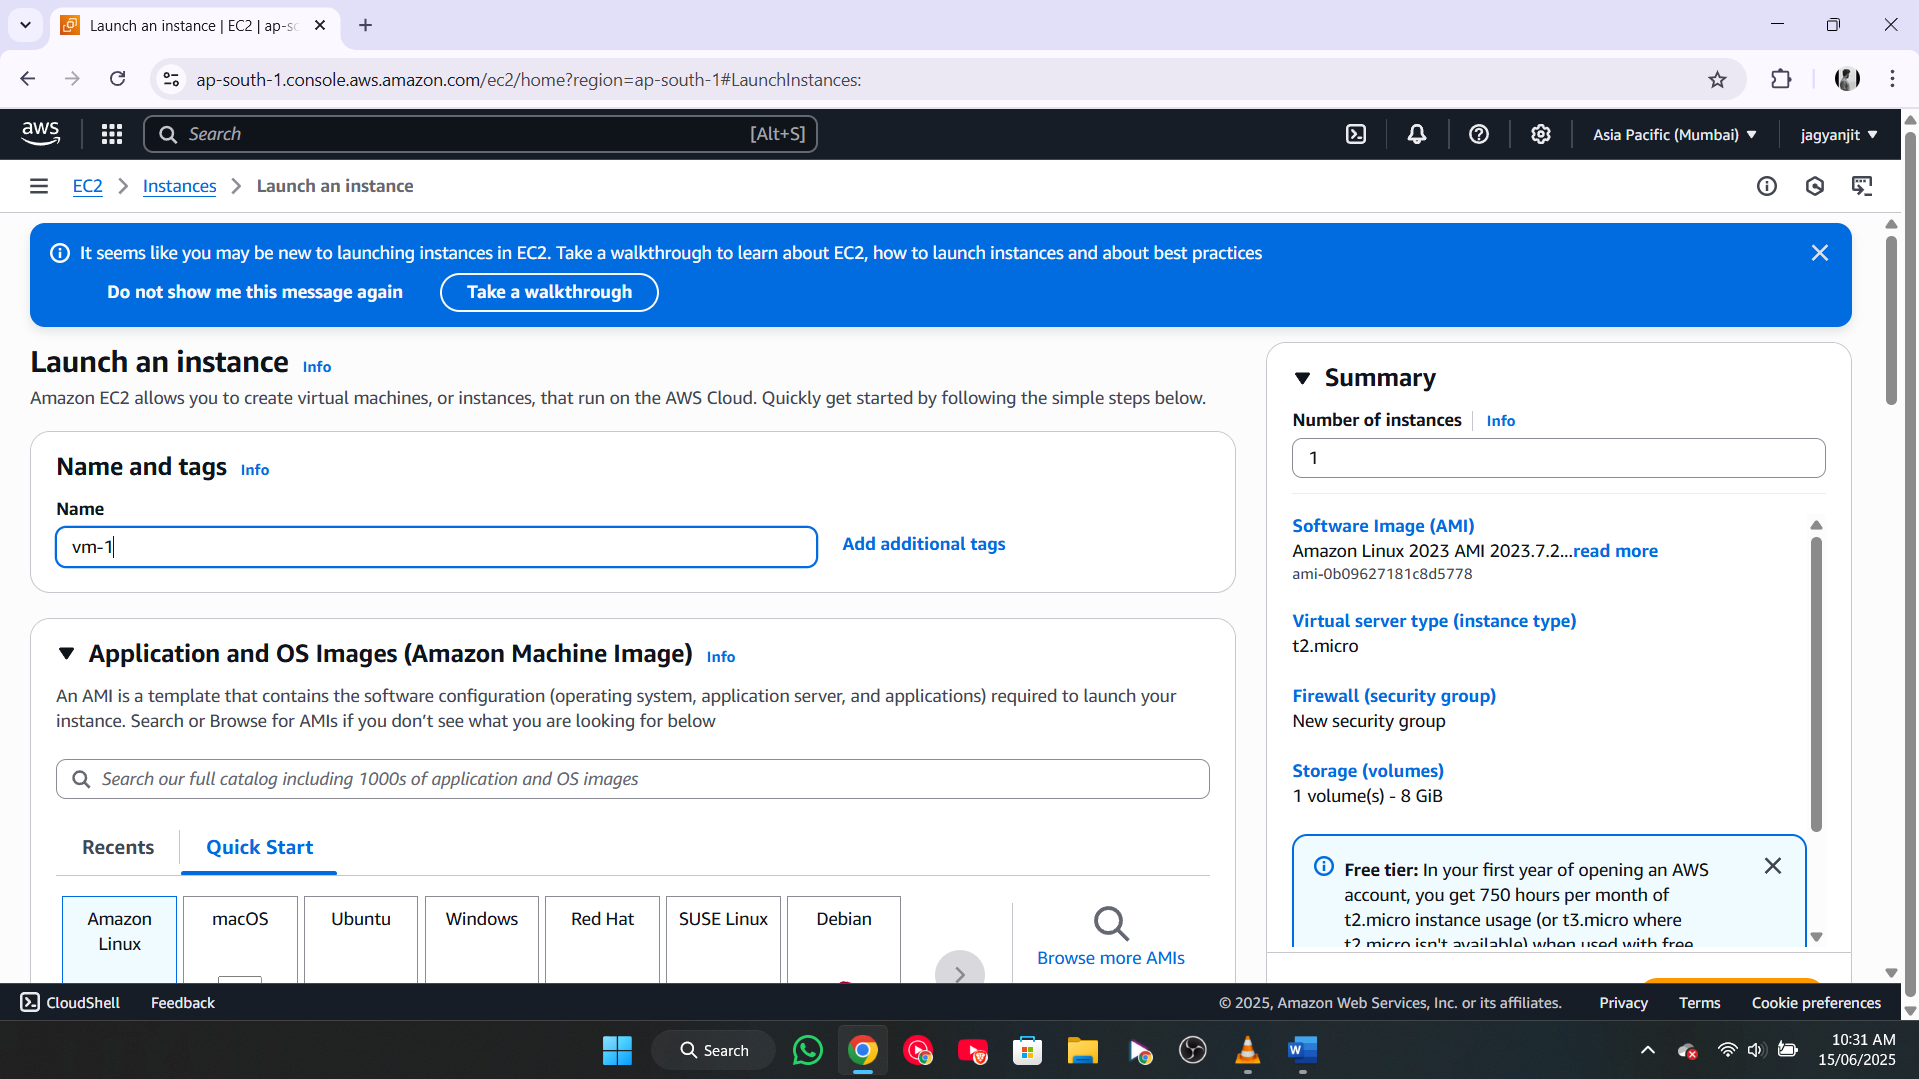 Launch an instance | EC2 | ap-sc
ap-south-1.console.aws.amazon.com/ec2/home?region=ap-south-1#LaunchInstances:
aws
Search [Alt+S]
Asia Pacific (Mumbai)
jagyanjit
EC2 > Instances > Launch an instance
It seems like you may be new to launching instances in EC2. Take a walkthrough to learn about EC2, how to launch instances and about best practices
Do not show me this message again
Take a walkthrough
Launch an instance Info
Amazon EC2 allows you to create virtual machines, or instances, that run on the AWS Cloud. Quickly get started by following the simple steps below.
Name and tags Info
Name
vm-1
Add additional tags
Application and OS Images (Amazon Machine Image) Info
An AMI is a template that contains the software configuration (operating system, application server, and applications) required to launch your
instance. Search or Browse for AMIs if you don’t see what you are looking for below
Search our full catalog including 1000s of application and OS images
Recents
Quick Start
Amazon
Linux
macOS
Ubuntu
Windows
Red Hat
SUSE Linux
Debian
Browse more AMIs
Summary
Number of instances Info
1
Software Image (AMI)
Amazon Linux 2023 AMI 2023.7.2...read more
ami-0b09627181c8d5778
Virtual server type (instance type)
t2.micro
Firewall (security group)
New security group
Storage (volumes)
1 volume(s) - 8 GiB
Free tier: In your first year of opening an AWS
account, you get 750 hours per month of
t2.micro instance usage (or t3.micro where
t2.micro isn't available) when used with free
CloudShell
Feedback
© 2025, Amazon Web Services, Inc. or its affiliates.
Privacy
Terms
Cookie preferences
Search
W
10:31 AM
15/06/2025